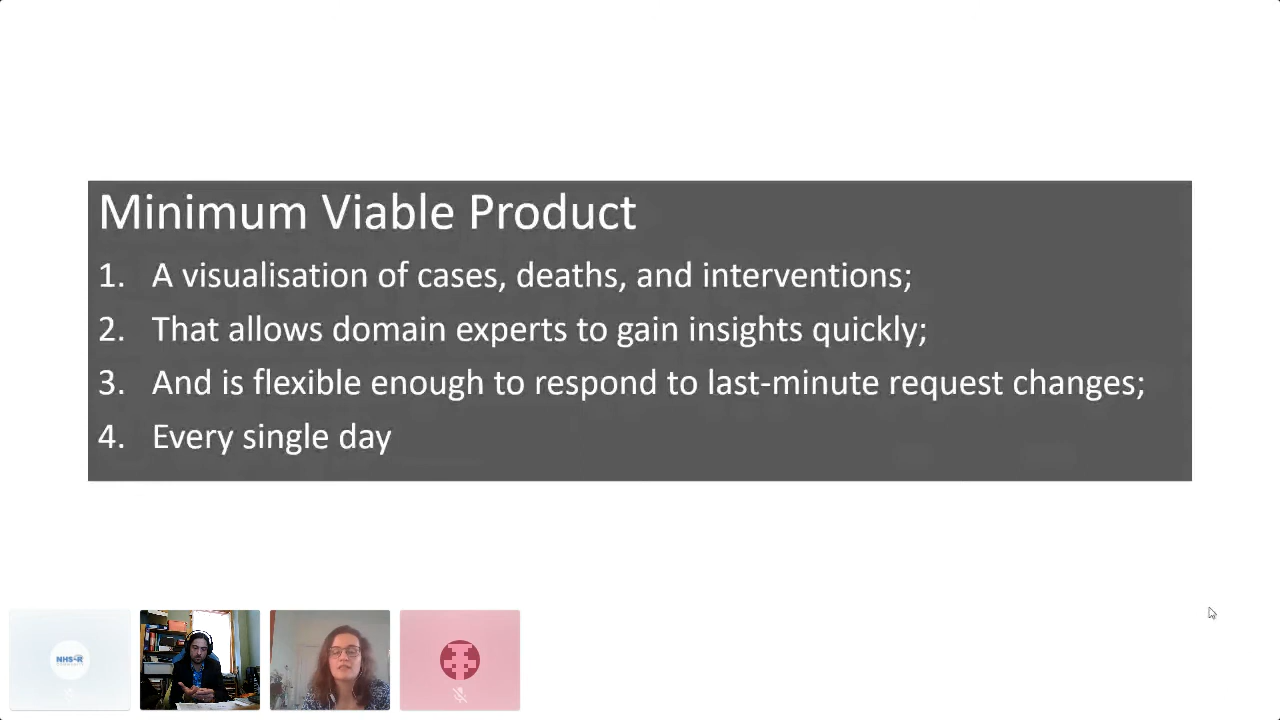 Minimum Viable Product
1. A visualisation of cases, deaths, and interventions;
2. That allows domain experts to gain insights quickly;
3. And is flexible enough to respond to last-minute request changes;
4. Every single day
NHS-R